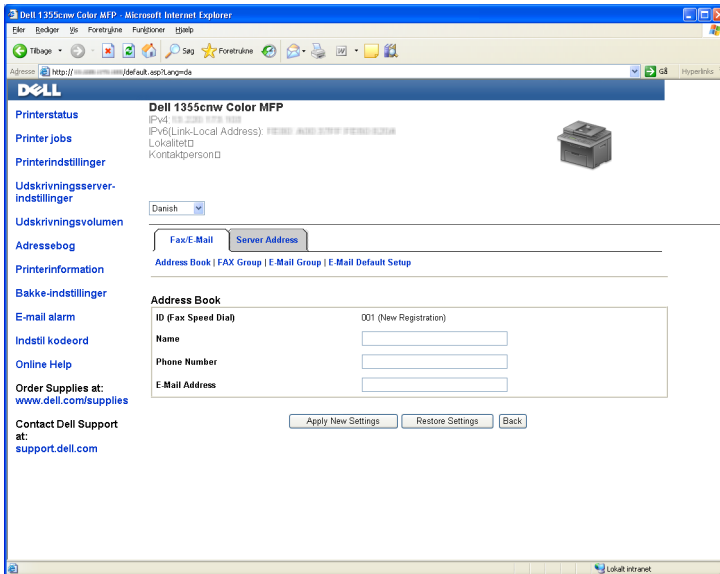 Dell 1355cnw Color MFP - Microsoft Internet Explorer
Filer Rediger Vis Foretrukne Funktioner Hjælp
Tilbage Søg Foretrukne
Adresse http:// /default.asp?Lang=da Gå Hyperlinks
DELL
Dell 1355cnw Color MFP
IPv4:
IPv6(Link-Local Address):
Lokalitet□
Kontaktperson□
Danish
Printerstatus
Printer jobs
Printerindstillinger
Udskrivningsserver-
indstillinger
Udskrivningsvolumen
Adressebog
Printerinformation
Bakke-indstillinger
E-mail alarm
Indstil kodeord
Online Help
Order Supplies at:
www.dell.com/supplies
Contact Dell Support
at:
support.dell.com
Fax/E-Mail Server Address
Address Book | FAX Group | E-Mail Group | E-Mail Default Setup
Address Book
ID (Fax Speed Dial) 001 (New Registration)
Name
Phone Number
E-Mail Address
Apply New Settings Restore Settings Back
Lokalt intranet